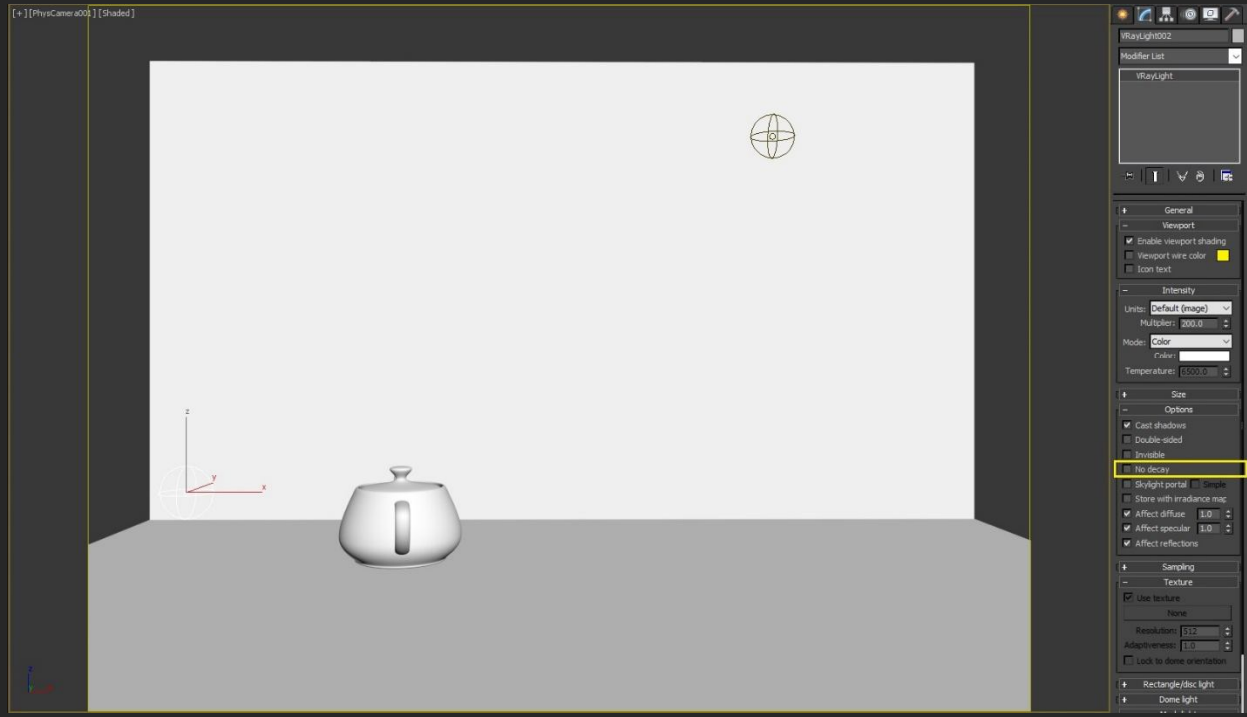 [+] [PhysCamera001] [Shaded]
VRayLight002
Modifier List
VRayLight
+ General
- Viewport
Enable viewport shading
Viewport wire color
Icon text
- Intensity
Units: Default (image)
Multiplier: 200.0
Mode: Color
Color:
Temperature: 6500.0
+ Size
- Options
Cast shadows
Double-sided
Invisible
No decay
Skylight portal Simple
Store with irradiance map
Affect diffuse 1.0
Affect specular 1.0
Affect reflections
+ Sampling
- Texture
Use texture
None
Resolution: 512
Adaptiveness: 1.0
Lock to dome orientation
+ Rectangle/disc light
+ Dome light
z
y
x
z
y